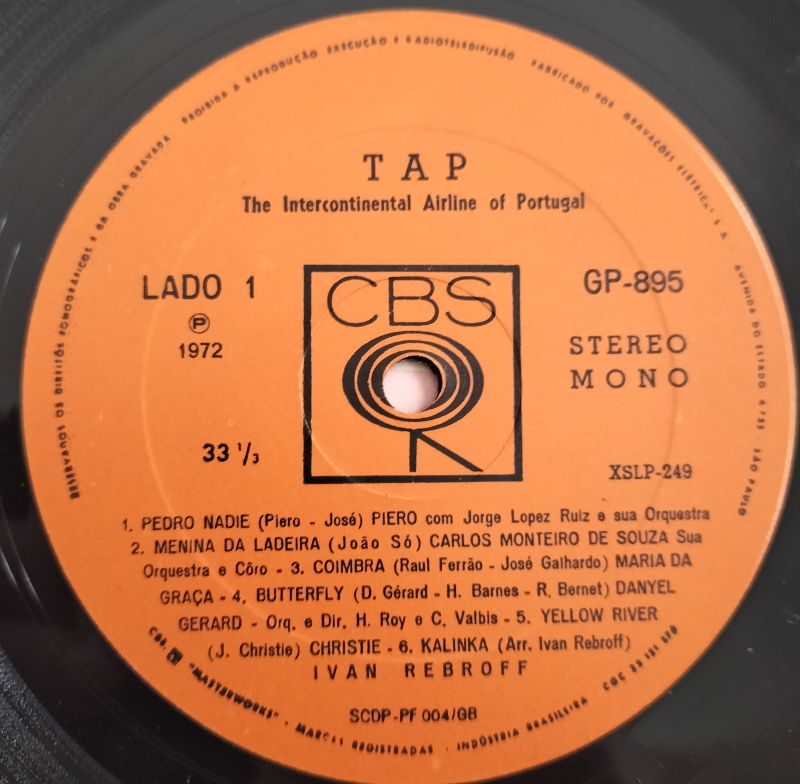 RESERVADOS OS DIREITOS FONOGRÁFICOS E DA OBRA GRAVADA · PROIBIDA A REPRODUÇÃO EXECUÇÃO E RADIOTELEDIFUSÃO
FABRICADO POR GRAVAÇÕES ELÉTRICAS S A · AVENIDA DO ESTADO 4 755 · SÃO PAULO
TAP
The Intercontinental Airline of Portugal
LADO 1
℗
1972
33 ⅓
CBS
GP-895
STEREO
MONO
XSLP-249
1. PEDRO NADIE (Piero - José) PIERO com Jorge Lopez Ruiz e sua Orquestra
2. MENINA DA LADEIRA (João Só) CARLOS MONTEIRO DE SOUZA Sua
Orquestra e Côro - 3. COIMBRA (Raul Ferrão - José Galhardo) MARIA DA
GRAÇA - 4. BUTTERFLY (D. Gérard - H. Barnes - R. Bernet) DANYEL
GERARD - Orq. e Dir. H. Roy e C. Valbis - 5. YELLOW RIVER
(J. Christie) CHRISTIE - 6. KALINKA (Arr. Ivan Rebroff)
IVAN REBROFF
SCDP-PF 004/GB
CBS, "MASTERWORKS" · MARCAS REGISTRADAS · INDÚSTRIA BRASILEIRA · CGC